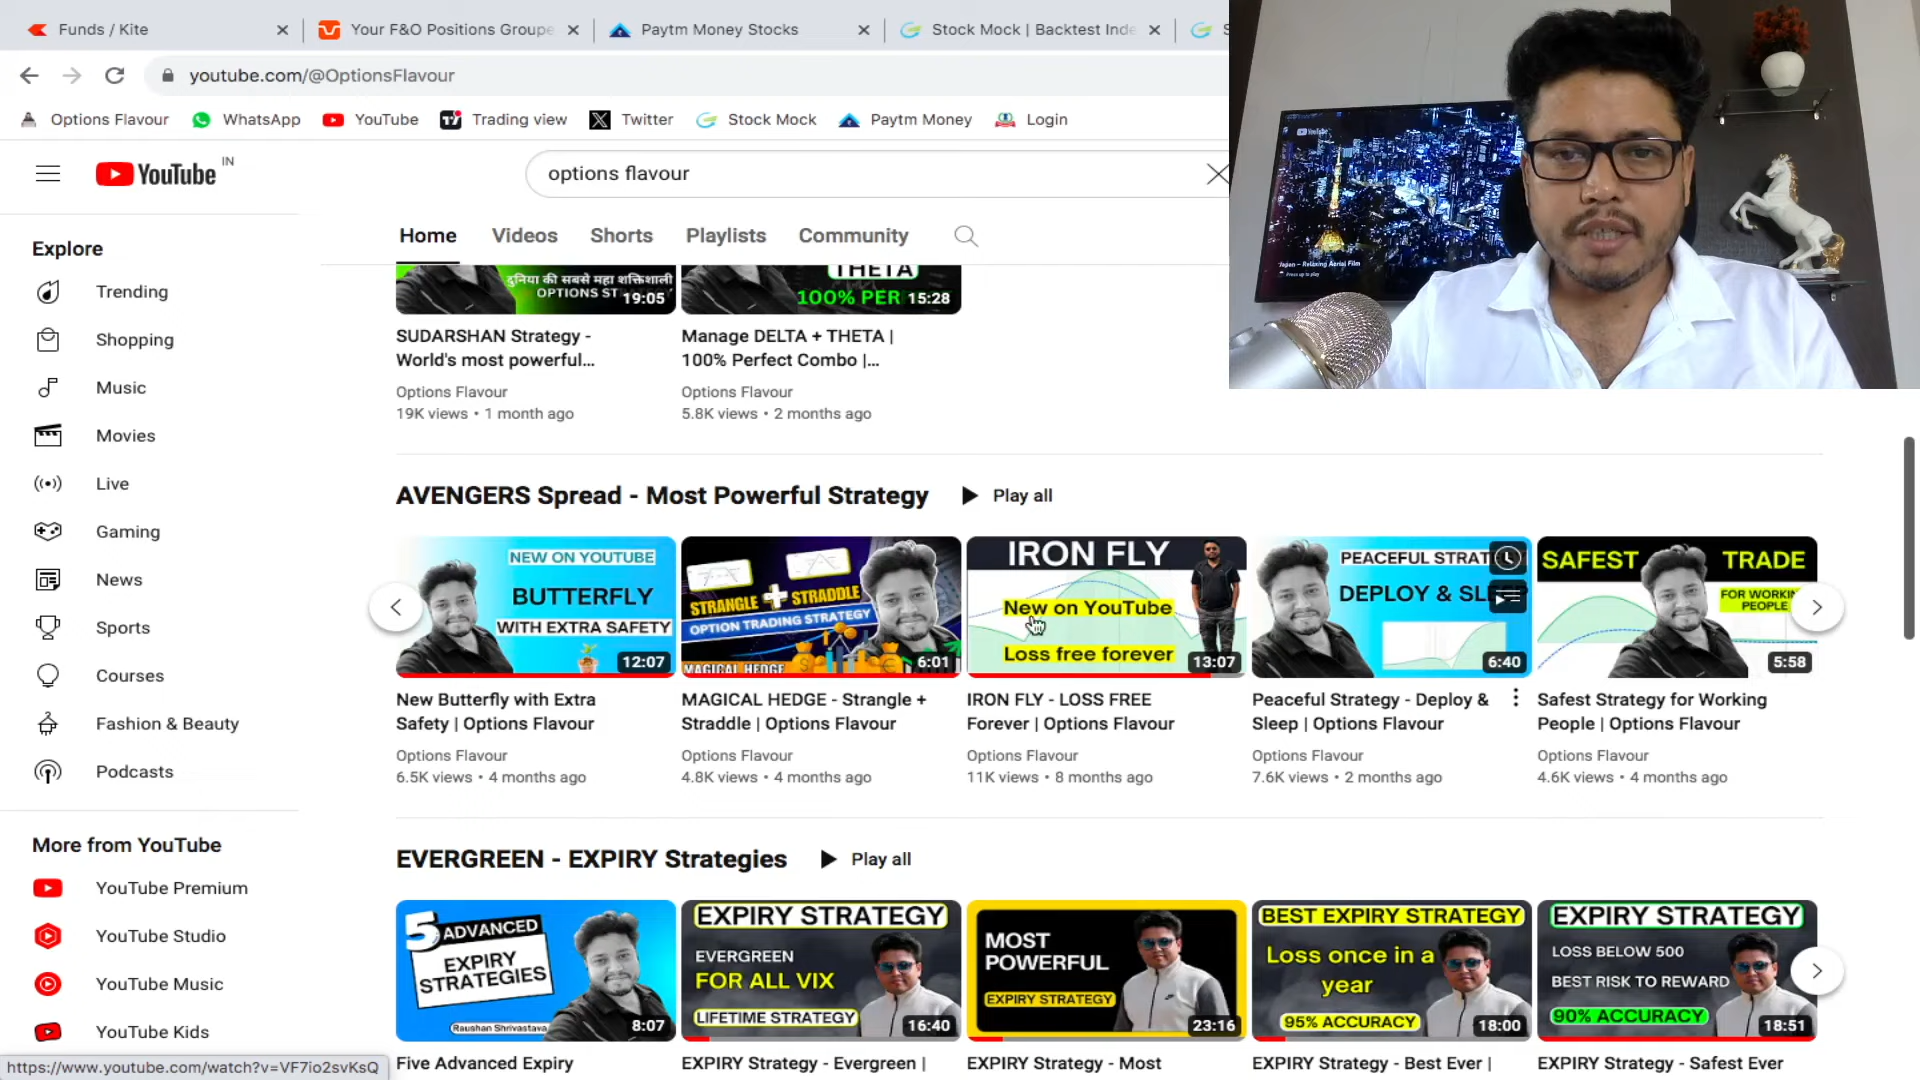 Funds / Kite
Your F&O Positions Groupe
Paytm Money Stocks
Stock Mock | Backtest Inde
S
youtube.com/@OptionsFlavour
Options Flavour
WhatsApp
YouTube
Trading view
Twitter
Stock Mock
Paytm Money
Login
YouTube IN
options flavour
Home
Videos
Shorts
Playlists
Community
Explore
Trending
Shopping
Music
Movies
Live
Gaming
News
Sports
Courses
Fashion & Beauty
Podcasts
More from YouTube
YouTube Premium
YouTube Studio
YouTube Music
YouTube Kids
https://www.youtube.com/watch?v=VF7io2svKsQ
दुनिया की सबसे महा शक्तिशाली
OPTIONS ST
19:05
SUDARSHAN Strategy -
World's most powerful...
Options Flavour
19K views • 1 month ago
THETA
100% PER
15:28
Manage DELTA + THETA |
100% Perfect Combo |...
Options Flavour
5.8K views • 2 months ago
YouTube
Japan – Relaxing Aerial Film
Press up to play
AVENGERS Spread - Most Powerful Strategy
Play all
NEW ON YOUTUBE
BUTTERFLY
WITH EXTRA SAFETY
12:07
New Butterfly with Extra
Safety | Options Flavour
Options Flavour
6.5K views • 4 months ago
STRANGLE + STRADDLE
OPTION TRADING STRATEGY
MAGICAL HEDGE
6:01
MAGICAL HEDGE - Strangle +
Straddle | Options Flavour
Options Flavour
4.8K views • 4 months ago
IRON FLY
New on YouTube
Loss free forever
13:07
IRON FLY - LOSS FREE
Forever | Options Flavour
Options Flavour
11K views • 8 months ago
PEACEFUL STRAT
DEPLOY & SL
6:40
Peaceful Strategy - Deploy &
Sleep | Options Flavour
Options Flavour
7.6K views • 2 months ago
SAFEST TRADE
FOR WORKIN
PEOPLE
5:58
Safest Strategy for Working
People | Options Flavour
Options Flavour
4.6K views • 4 months ago
EVERGREEN - EXPIRY Strategies
Play all
5 ADVANCED
EXPIRY
STRATEGIES
Raushan Shrivastava
8:07
Five Advanced Expiry
EXPIRY STRATEGY
EVERGREEN
FOR ALL VIX
LIFETIME STRATEGY
16:40
EXPIRY Strategy - Evergreen |
MOST
POWERFUL
EXPIRY STRATEGY
23:16
EXPIRY Strategy - Most
BEST EXPIRY STRATEGY
Loss once in a
year
95% ACCURACY
18:00
EXPIRY Strategy - Best Ever |
EXPIRY STRATEGY
LOSS BELOW 500
BEST RISK TO REWARD
90% ACCURACY
18:51
EXPIRY Strategy - Safest Ever